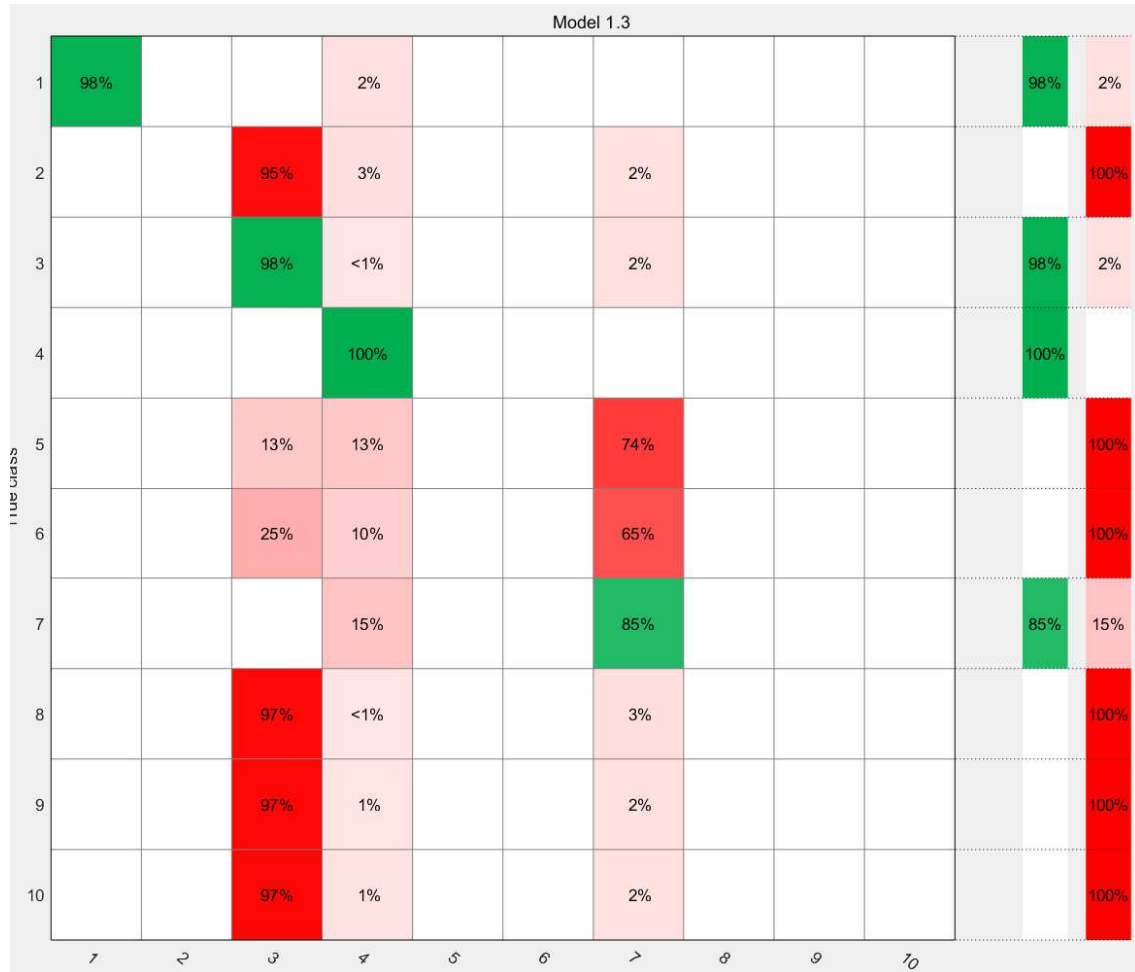 Model 1.3
1 98% 2% 98% 2%
2 95% 3% 2% 100%
3 98% <1% 2% 98% 2%
4 100% 100%
5 13% 13% 74% 100%
True class
6 25% 10% 65% 100%
7 15% 85% 85% 15%
8 97% <1% 3% 100%
9 97% 1% 2% 100%
10 97% 1% 2% 100%
1 2 3 4 5 6 7 8 9 10